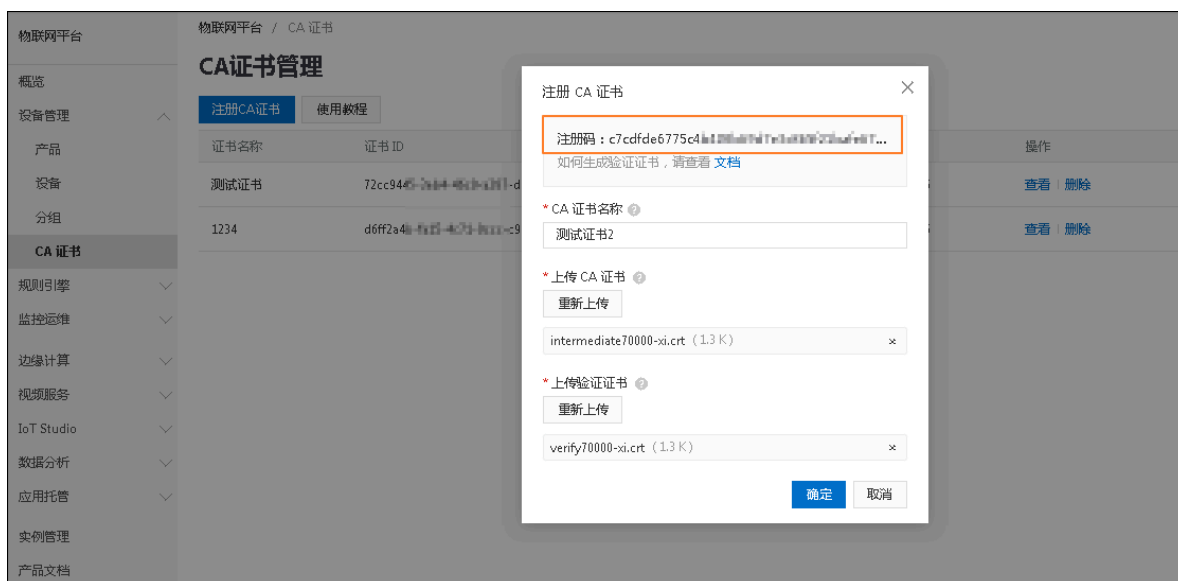 物联网平台
概览
设备管理
产品
设备
分组
CA 证书
规则引擎
监控运维
边缘计算
视频服务
IoT Studio
数据分析
应用托管
实例管理
产品文档
物联网平台 / CA 证书
CA证书管理
注册CA证书 使用教程
证书名称 证书 ID 操作
测试证书 72cc94 查看 删除
1234 d6ff2a4 查看 删除
注册 CA 证书
注册码：c7cdfde6775c4
如何生成验证证书，请查看 文档
* CA 证书名称
测试证书2
* 上传 CA 证书
重新上传
intermediate70000-xi.crt (1.3 K)
* 上传验证证书
重新上传
verify70000-xi.crt (1.3 K)
确定 取消